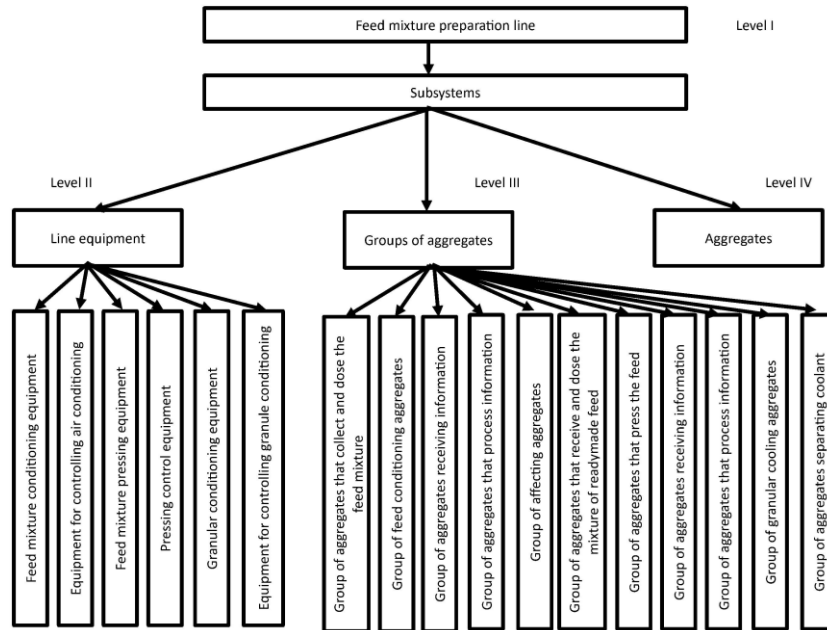 Feed mixture preparation line
Level I
Subsystems
Level II
Level III
Level IV
Line equipment
Groups of aggregates
Aggregates
Feed mixture conditioning equipment
Equipment for controlling air conditioning
Feed mixture pressing equipment
Pressing control equipment
Granular conditioning equipment
Equipment for controlling granule conditioning
Group of aggregates that collect and dose the
feed mixture
Group of feed conditioning aggregates
Group of aggregates receiving information
Group of aggregates that process information
Group of affecting aggregates
Group of aggregates that receive and dose the
mixture of readymade feed
Group of aggregates that press the feed
Group of aggregates receiving information
Group of aggregates that process information
Group of granular cooling aggregates
Group of aggregates separating coolant